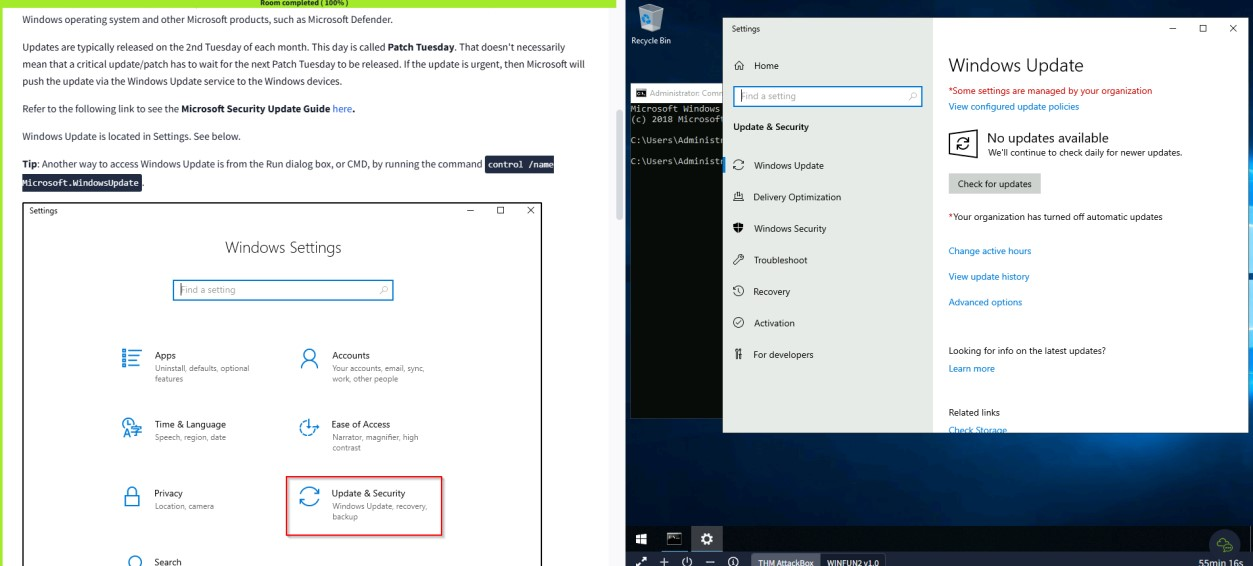 Room completed ( 100% )
Windows operating system and other Microsoft products, such as Microsoft Defender.
Updates are typically released on the 2nd Tuesday of each month. This day is called Patch Tuesday. That doesn't necessarily
mean that a critical update/patch has to wait for the next Patch Tuesday to be released. If the update is urgent, then Microsoft will
push the update via the Windows Update service to the Windows devices.
Refer to the following link to see the Microsoft Security Update Guide here.
Windows Update is located in Settings. See below.
Tip: Another way to access Windows Update is from the Run dialog box, or CMD, by running the command control /name
Microsoft.WindowsUpdate.
Settings
Windows Settings
Find a setting
Apps
Uninstall, defaults, optional
features
Accounts
Your accounts, email, sync,
work, other people
Time & Language
Speech, region, date
Ease of Access
Narrator, magnifier, high
contrast
Privacy
Location, camera
Update & Security
Windows Update, recovery,
backup
Search
Recycle Bin
Administrator: Comm
Microsoft Windows
(c) 2018 Microsoft
C:\Users\Administr
C:\Users\Administr
Settings
Home
Find a setting
Update & Security
Windows Update
Delivery Optimization
Windows Security
Troubleshoot
Recovery
Activation
For developers
Windows Update
*Some settings are managed by your organization
View configured update policies
No updates available
We'll continue to check daily for newer updates.
Check for updates
*Your organization has turned off automatic updates
Change active hours
View update history
Advanced options
Looking for info on the latest updates?
Learn more
Related links
Check Storage
THM AttackBox
WINFUN2 v1.0
55min 16s